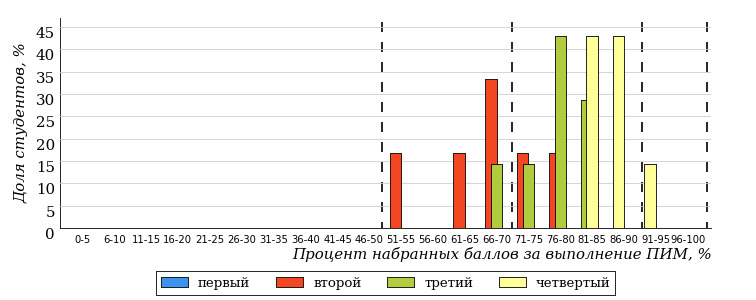 Доля студентов, %
45
40
35
30
25
20
15
10
5
0
0-5 6-10 11-15 16-20 21-25 26-30 31-35 36-40 41-45 46-50 51-55 56-60 61-65 66-70 71-75 76-80 81-85 86-90 91-95 96-100
Процент набранных баллов за выполнение ПИМ, %
первый второй третий четвертый